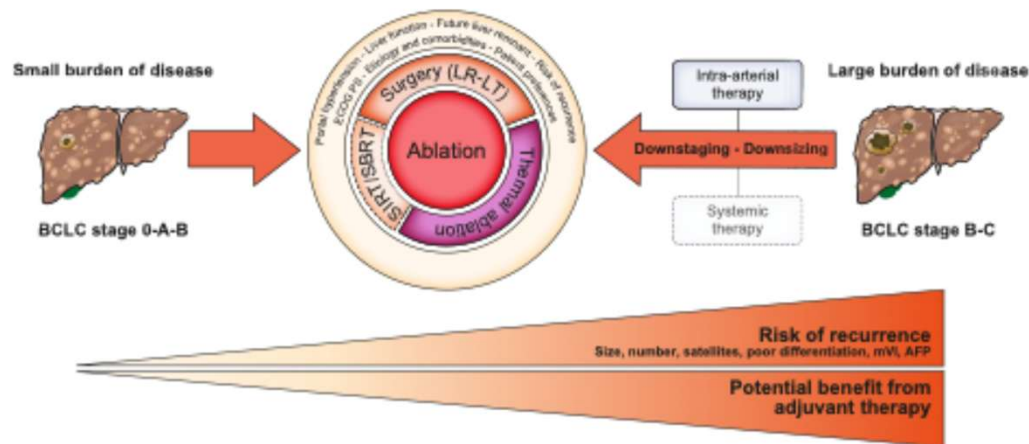 Small burden of disease
BCLC stage 0-A-B
Portal hypertension - Liver function - Future liver remnant - Risk of recurrence
ECOG PS - Etiology and comorbidities - Patient preferences
Surgery (LR-LT)
SIRT/SBRT
Thermal ablation
Ablation
Intra-arterial
therapy
Downstaging - Downsizing
Systemic
therapy
Large burden of disease
BCLC stage B-C
Risk of recurrence
Size, number, satellites, poor differentiation, mVI, AFP
Potential benefit from
adjuvant therapy